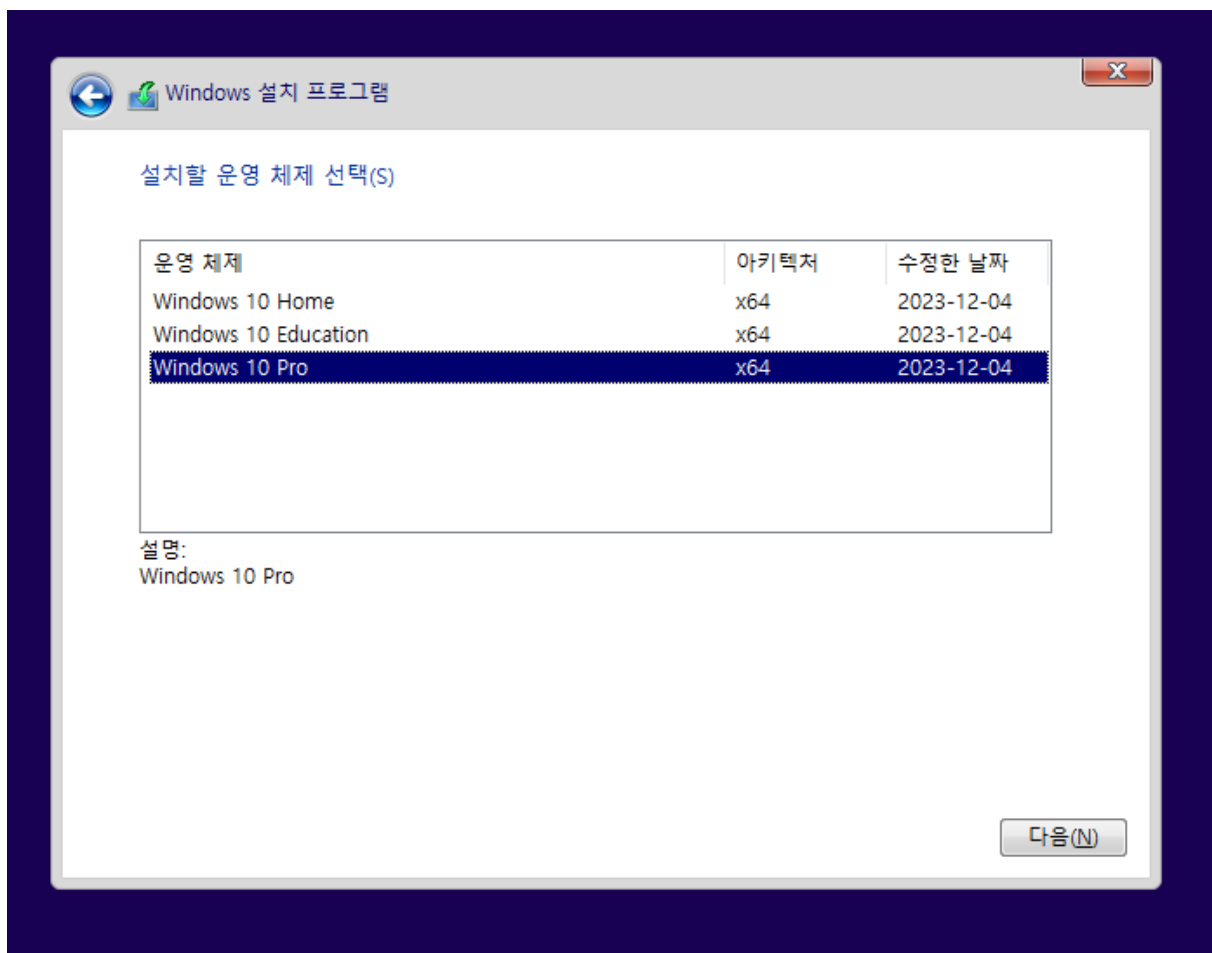 Windows 설치 프로그램
설치할 운영 체제 선택(S)
운영 체제 아키텍처 수정한 날짜
Windows 10 Home x64 2023-12-04
Windows 10 Education x64 2023-12-04
Windows 10 Pro x64 2023-12-04
설명:
Windows 10 Pro
다음(N)